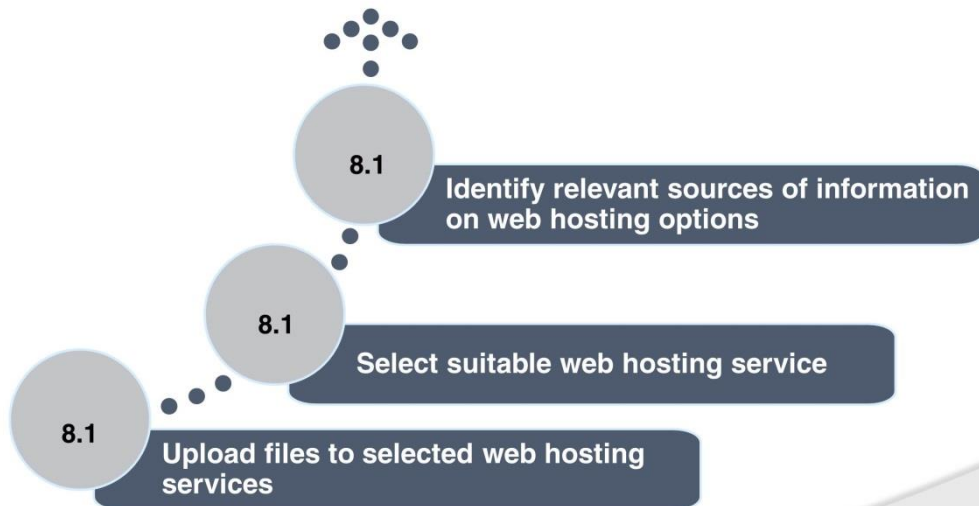 8.1
Identify relevant sources of information
on web hosting options
8.1
Select suitable web hosting service
8.1
Upload files to selected web hosting
services